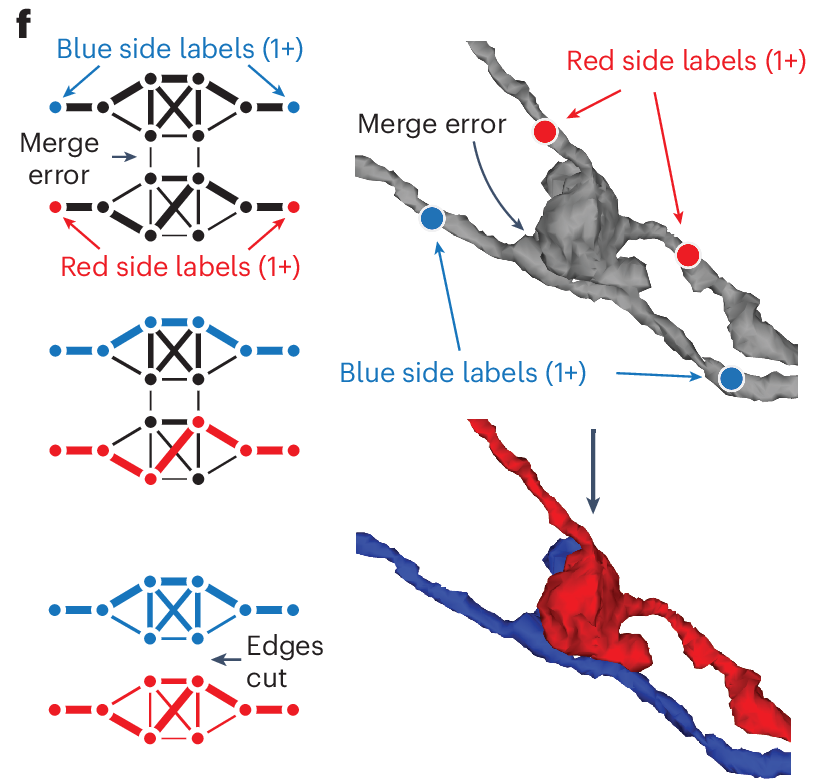 f
Blue side labels (1+)
Merge
error
Red side labels (1+)
Edges
cut
Red side labels (1+)
Merge error
Blue side labels (1+)